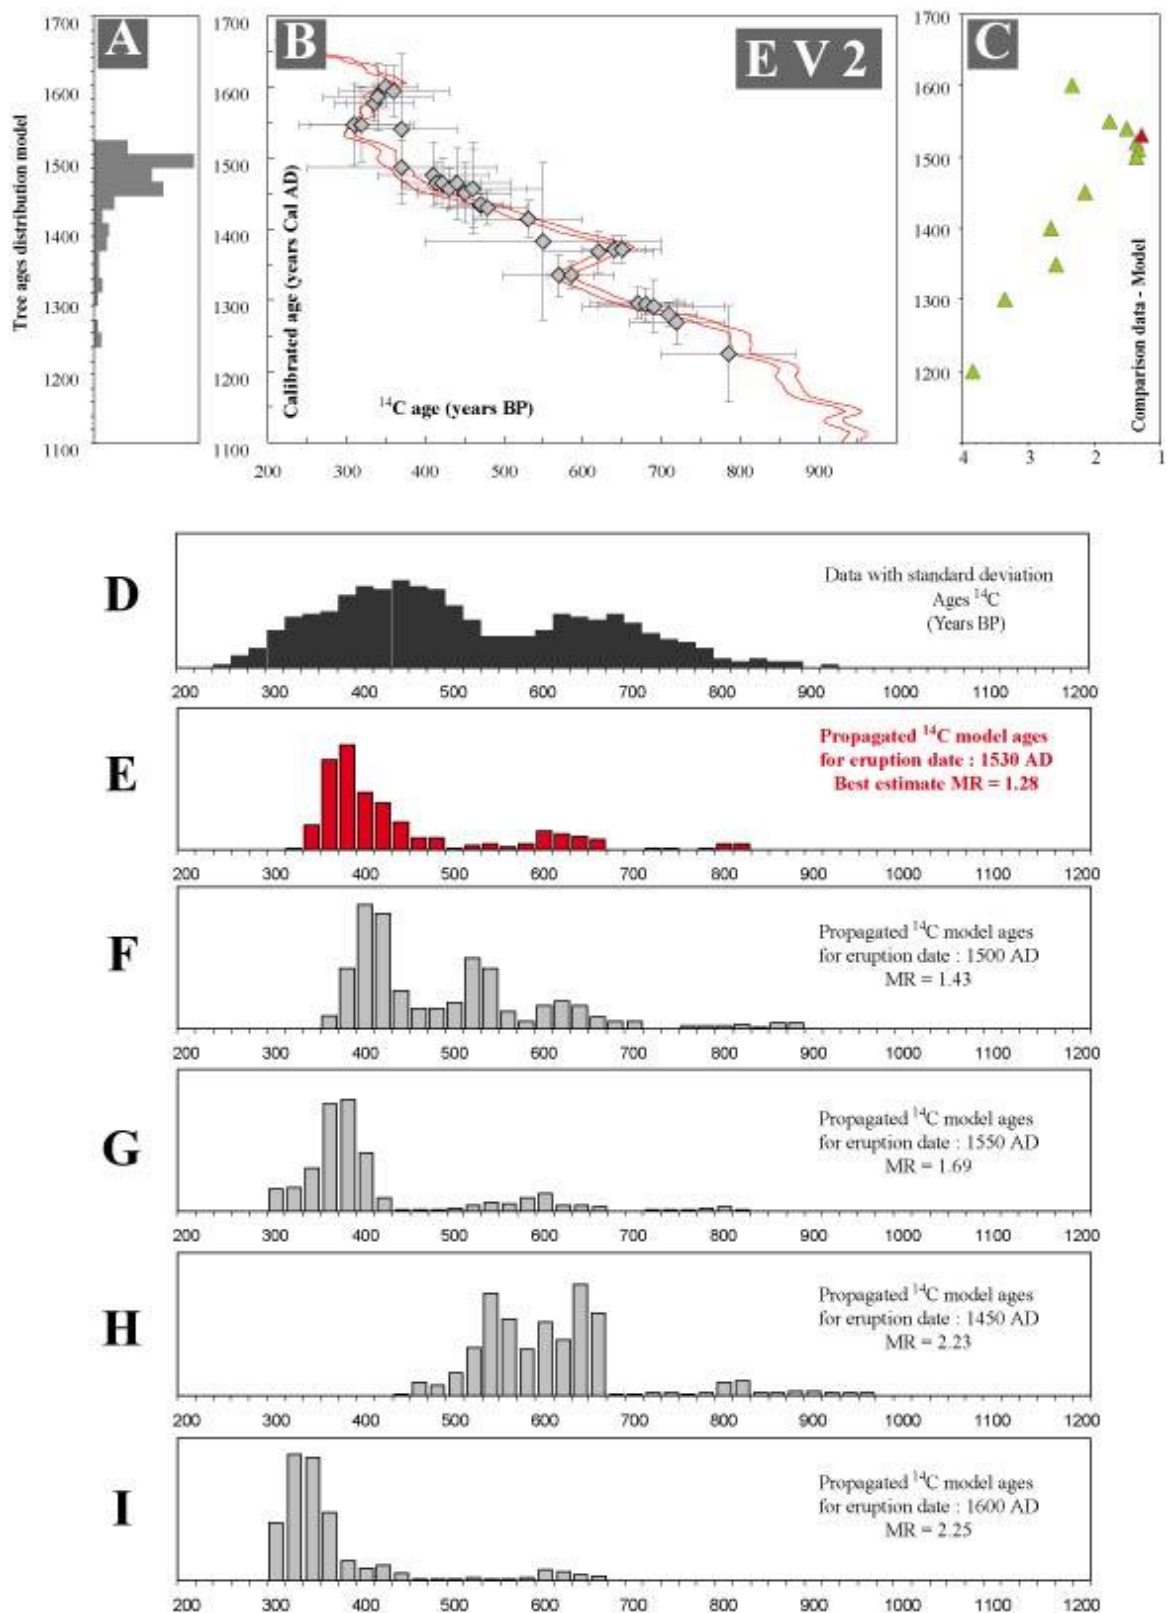 A
B
E V 2
C
Tree ages distribution model
1700
1600
1500
1400
1300
1200
1100
Calibrated age (years Cal AD)
1700
1600
1500
1400
1300
1200
1100
¹⁴C age (years BP)
200 300 400 500 600 700 800 900
1700
1600
1500
1400
1300
1200
Comparison data - Model
4 3 2 1
D
Data with standard deviation
Ages ¹⁴C
(Years BP)
200 300 400 500 600 700 800 900 1000 1100 1200
E
Propagated ¹⁴C model ages
for eruption date : 1530 AD
Best estimate MR = 1.28
200 300 400 500 600 700 800 900 1000 1100 1200
F
Propagated ¹⁴C model ages
for eruption date : 1500 AD
MR = 1.43
200 300 400 500 600 700 800 900 1000 1100 1200
G
Propagated ¹⁴C model ages
for eruption date : 1550 AD
MR = 1.69
200 300 400 500 600 700 800 900 1000 1100 1200
H
Propagated ¹⁴C model ages
for eruption date : 1450 AD
MR = 2.23
200 300 400 500 600 700 800 900 1000 1100 1200
I
Propagated ¹⁴C model ages
for eruption date : 1600 AD
MR = 2.25
200 300 400 500 600 700 800 900 1000 1100 1200